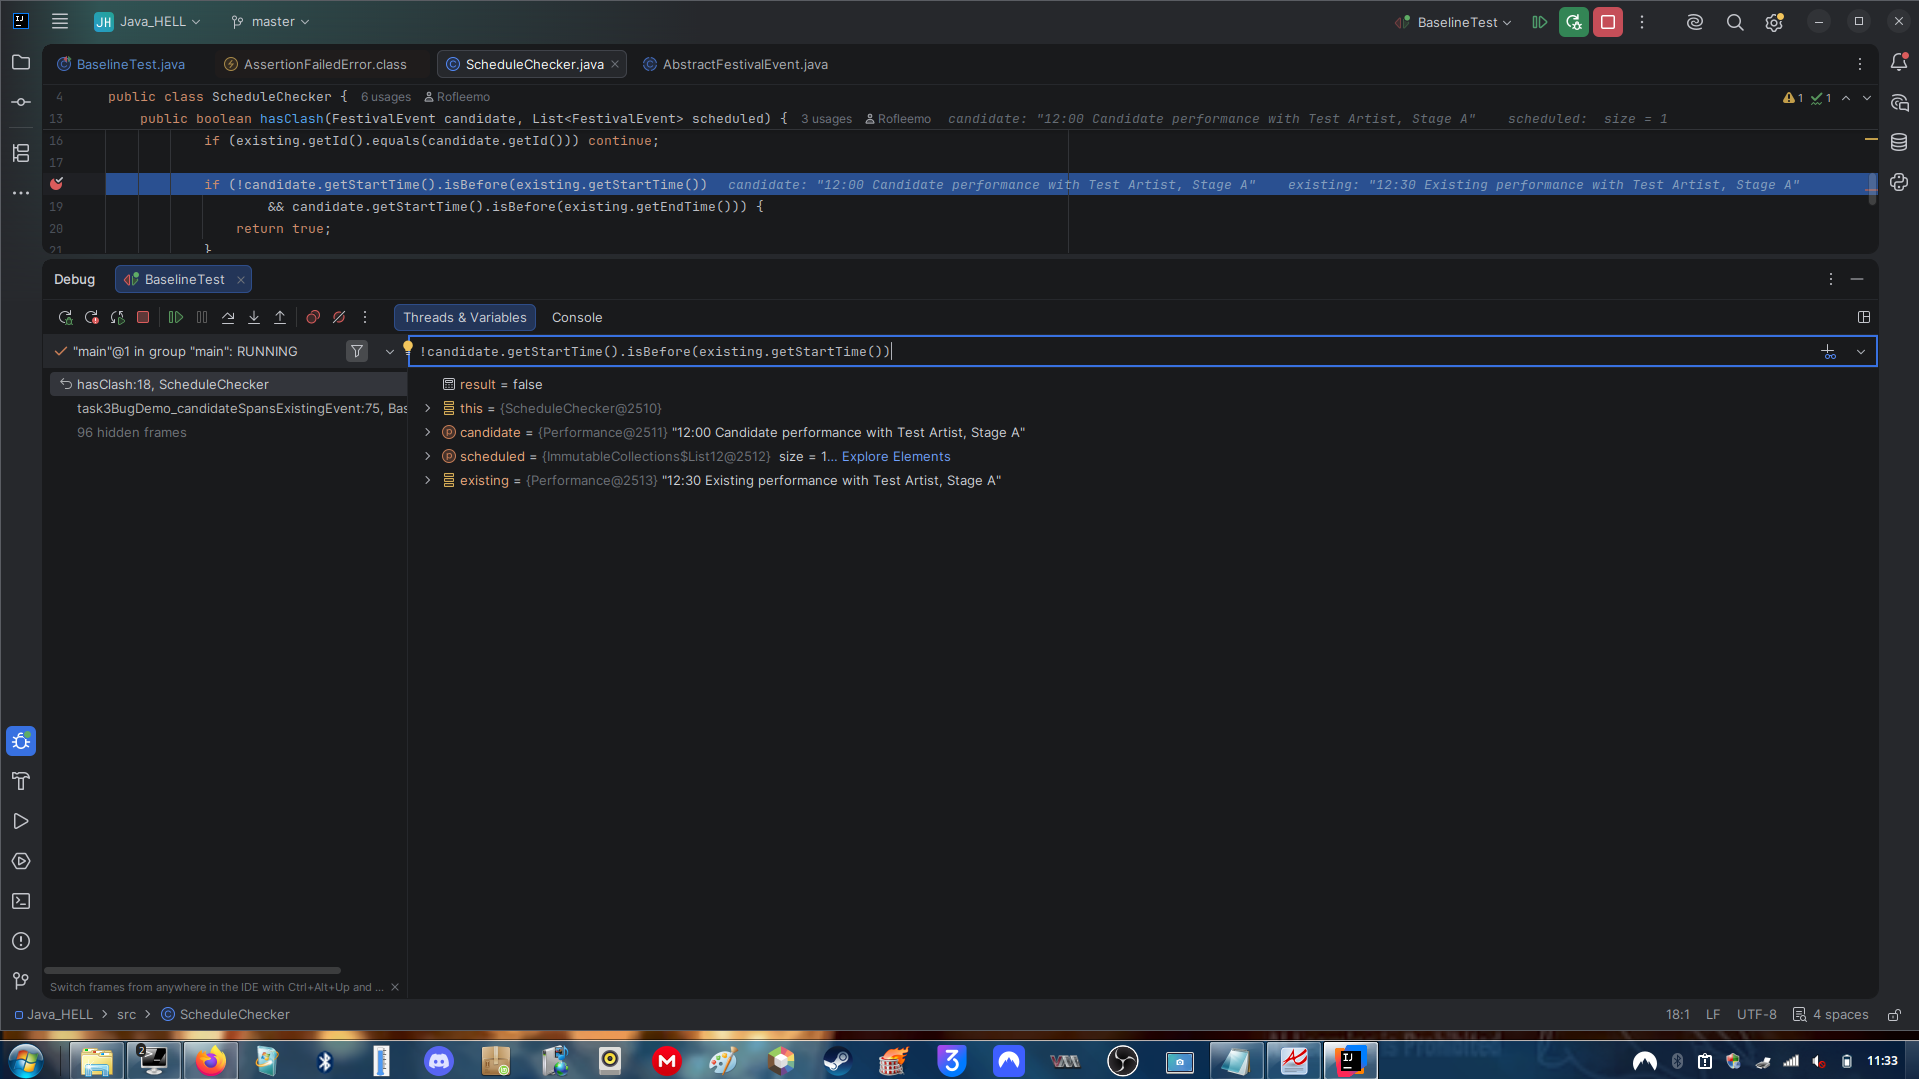 JH Java_HELL master BaselineTest
BaselineTest.java AssertionFailedError.class ScheduleChecker.java AbstractFestivalEvent.java
4 public class ScheduleChecker { 6 usages Rofleemo 1 1
13 public boolean hasClash(FestivalEvent candidate, List<FestivalEvent> scheduled) { 3 usages Rofleemo candidate: "12:00 Candidate performance with Test Artist, Stage A" scheduled: size = 1
16 if (existing.getId().equals(candidate.getId())) continue;
17
if (!candidate.getStartTime().isBefore(existing.getStartTime()) candidate: "12:00 Candidate performance with Test Artist, Stage A" existing: "12:30 Existing performance with Test Artist, Stage A"
19 && candidate.getStartTime().isBefore(existing.getEndTime())) {
20 return true;
21 }
Debug BaselineTest
Threads & Variables Console
"main"@1 in group "main": RUNNING
!candidate.getStartTime().isBefore(existing.getStartTime())
hasClash:18, ScheduleChecker
task3BugDemo_candidateSpansExistingEvent:75, Bas
96 hidden frames
result = false
this = {ScheduleChecker@2510}
candidate = {Performance@2511} "12:00 Candidate performance with Test Artist, Stage A"
scheduled = {ImmutableCollections$List12@2512} size = 1... Explore Elements
existing = {Performance@2513} "12:30 Existing performance with Test Artist, Stage A"
Switch frames from anywhere in the IDE with Ctrl+Alt+Up and ...
Java_HELL > src > ScheduleChecker 18:1 LF UTF-8 4 spaces
2 3 IJ 11:33